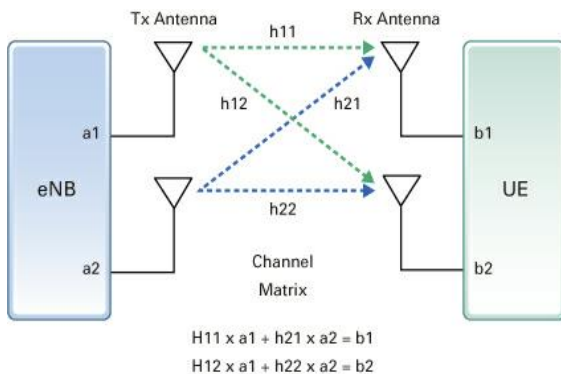 Tx Antenna
Rx Antenna
h11
h12
h21
a1
b1
eNB
UE
h22
a2
b2
Channel
Matrix
H11 x a1 + h21 x a2 = b1
H12 x a1 + h22 x a2 = b2